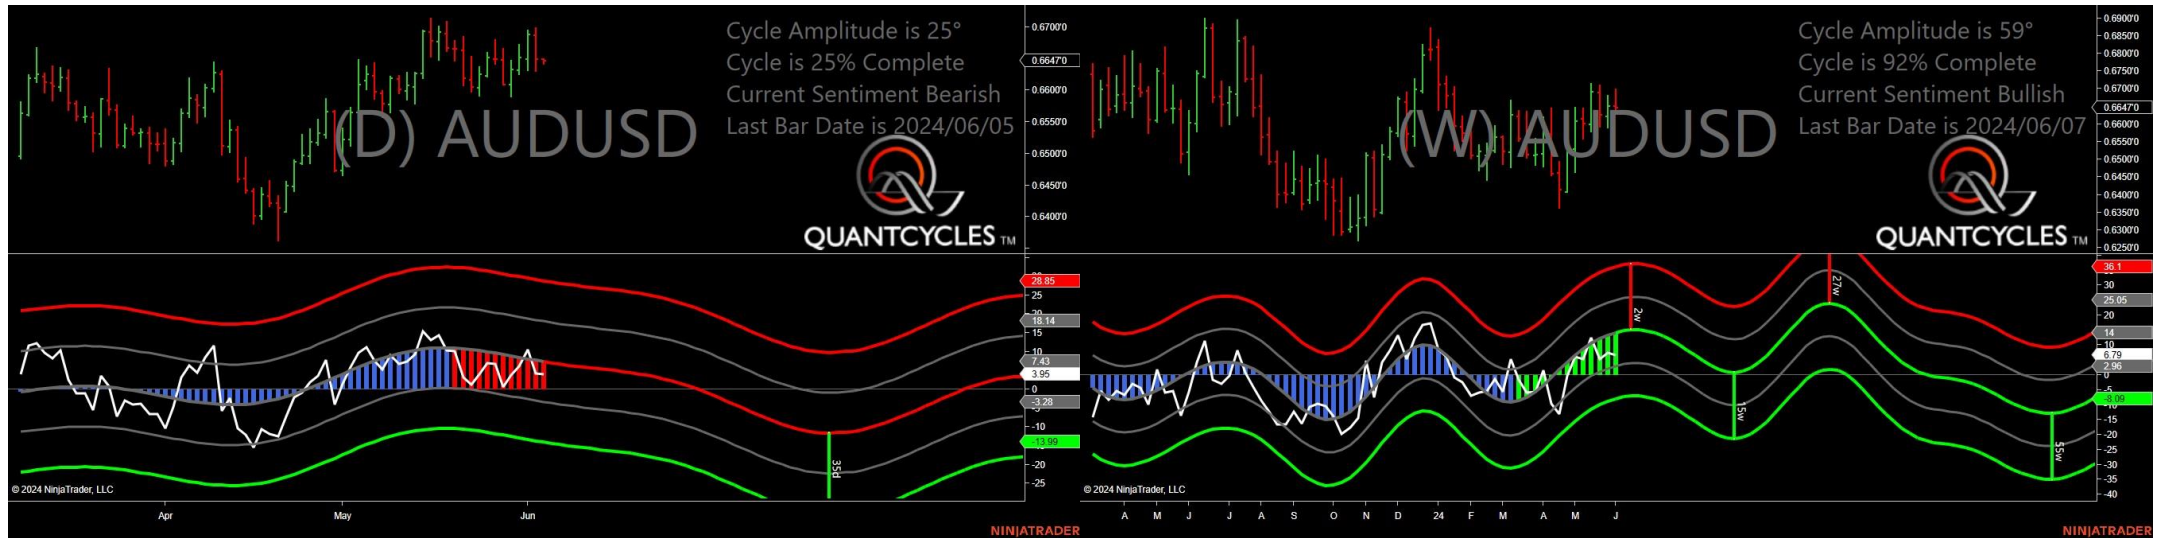 Cycle Amplitude is 25°
Cycle is 25% Complete
Current Sentiment Bearish
Last Bar Date is 2024/06/05
(D) AUDUSD
QUANTCYCLES TM
0.6700'0
0.6647'0
0.6600'0
0.6550'0
0.6500'0
0.6450'0
0.6400'0
28.85
25
20
18.14
15
10
7.43
3.95
0
-3.28
-5
-10
-13.99
-20
-25
35d
© 2024 NinjaTrader, LLC
Apr
May
Jun
NINJATRADER
Cycle Amplitude is 59°
Cycle is 92% Complete
Current Sentiment Bullish
Last Bar Date is 2024/06/07
(W) AUDUSD
QUANTCYCLES TM
0.6900'0
0.6850'0
0.6800'0
0.6750'0
0.6700'0
0.6647'0
0.6600'0
0.6550'0
0.6500'0
0.6450'0
0.6400'0
0.6350'0
0.6300'0
0.6250'0
36.1
30
25.05
20
14
10
6.79
2.96
0
-5
-8.09
-10
-15
-20
-25
-30
-35
-40
2w
15w
27w
55w
© 2024 NinjaTrader, LLC
A M J J A S O N D 24 F M A M J
NINJATRADER